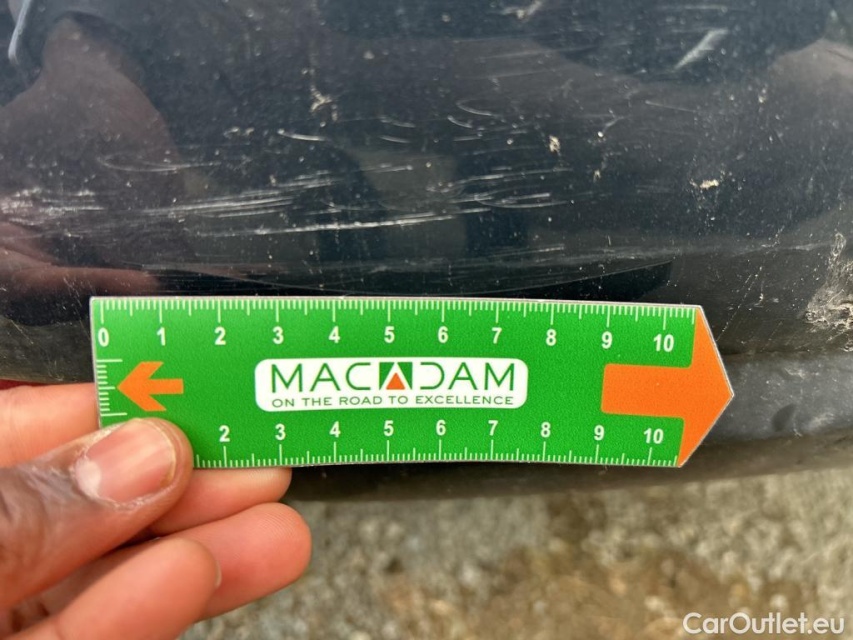 0 1 2 3 4 5 6 7 8 9 10
MACADAM
ON THE ROAD TO EXCELLENCE
2 3 4 5 6 7 8 9 10
CarOutlet.eu